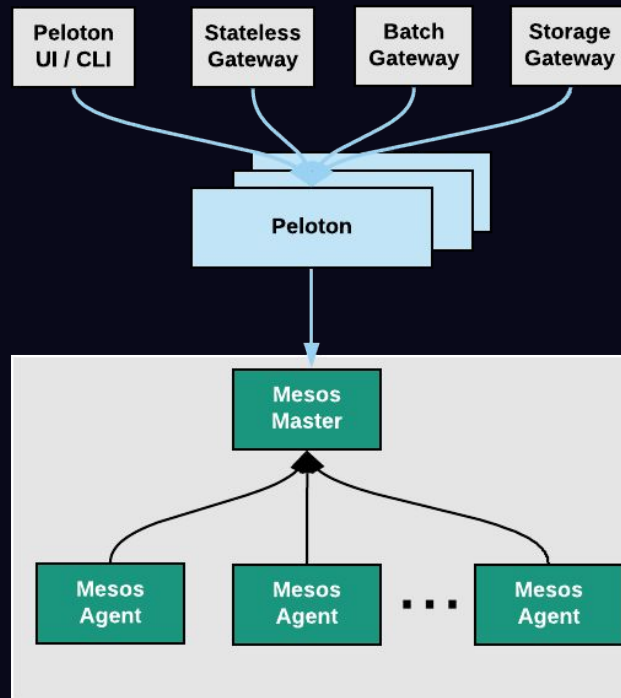 Peloton
UI / CLI
Stateless
Gateway
Batch
Gateway
Storage
Gateway
Peloton
Mesos
Master
Mesos
Agent
Mesos
Agent
...
Mesos
Agent